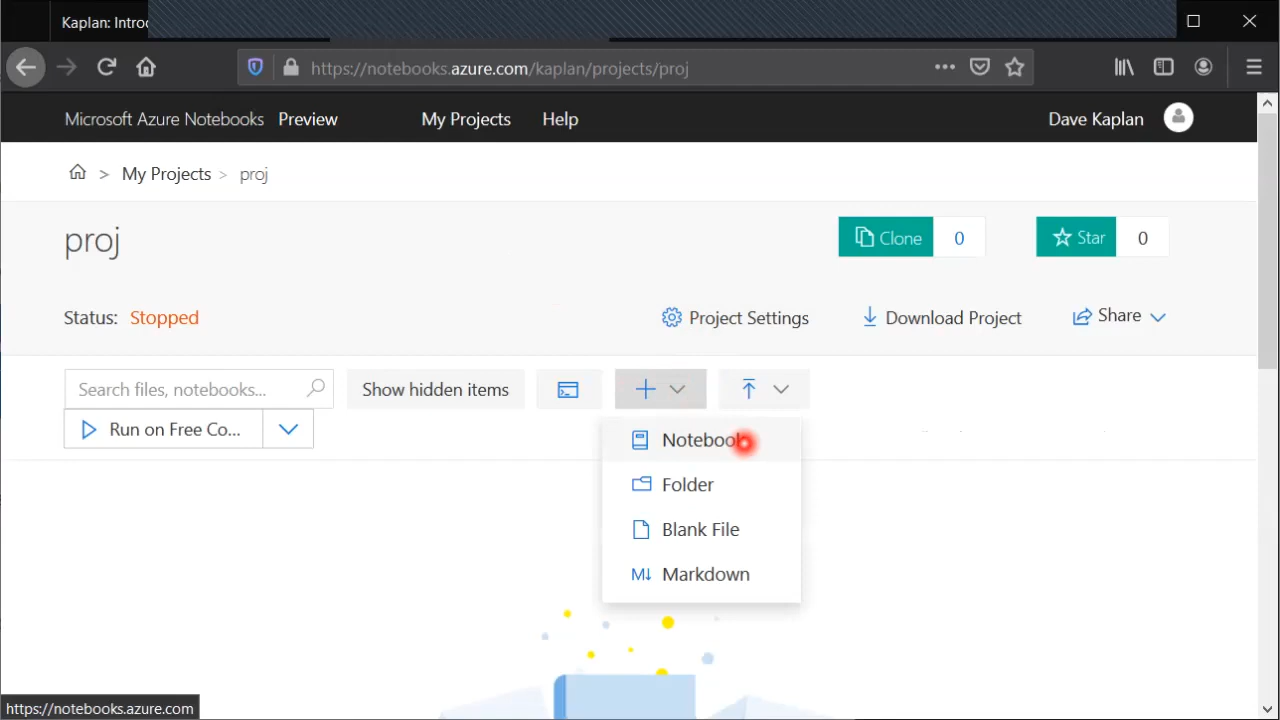 Kaplan: Introd
https://notebooks.azure.com/kaplan/projects/proj
Microsoft Azure Notebooks Preview My Projects Help Dave Kaplan
> My Projects > proj
proj
Clone 0 Star 0
Status: Stopped Project Settings Download Project Share
Search files, notebooks... Show hidden items
Run on Free Co...
Notebook
Folder
Blank File
M↓ Markdown
https://notebooks.azure.com